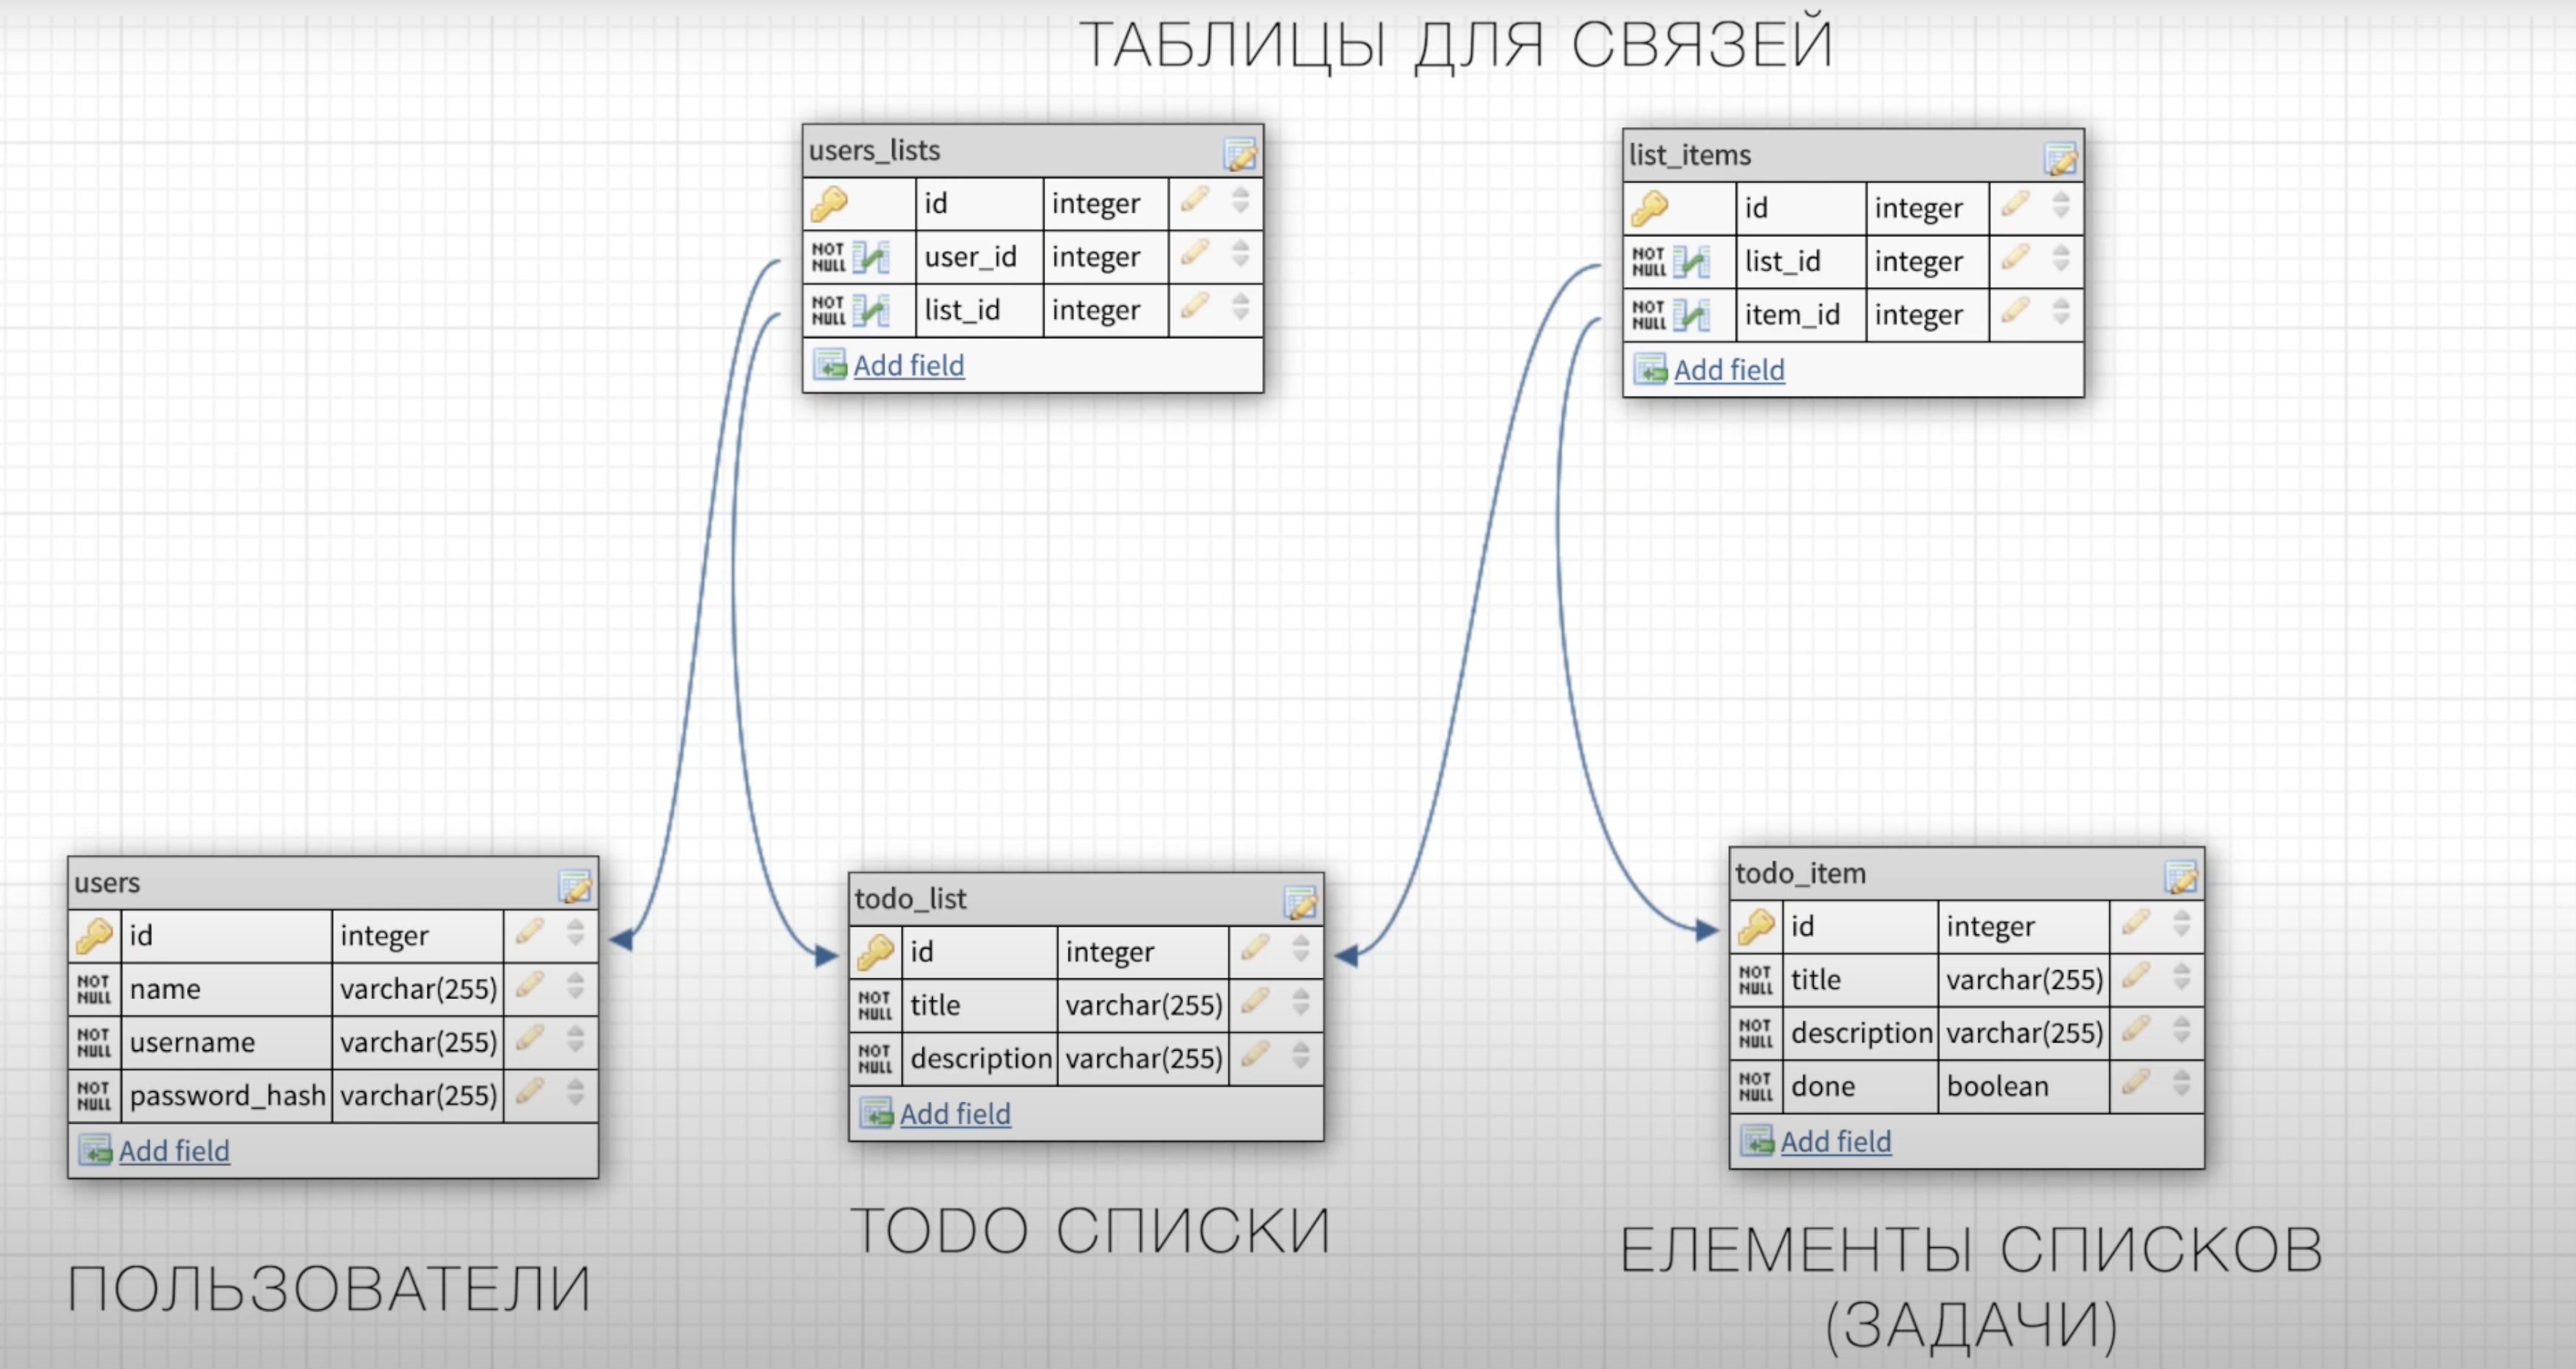 ТАБЛИЦЫ ДЛЯ СВЯЗЕЙ
users_lists
id integer
NOT NULL user_id integer
NOT NULL list_id integer
Add field
list_items
id integer
NOT NULL list_id integer
NOT NULL item_id integer
Add field
users
id integer
NOT NULL name varchar(255)
NOT NULL username varchar(255)
NOT NULL password_hash varchar(255)
Add field
ПОЛЬЗОВАТЕЛИ
todo_list
id integer
NOT NULL title varchar(255)
NOT NULL description varchar(255)
Add field
TODO СПИСКИ
todo_item
id integer
NOT NULL title varchar(255)
NOT NULL description varchar(255)
NOT NULL done boolean
Add field
ЕЛЕМЕНТЫ СПИСКОВ
(ЗАДАЧИ)